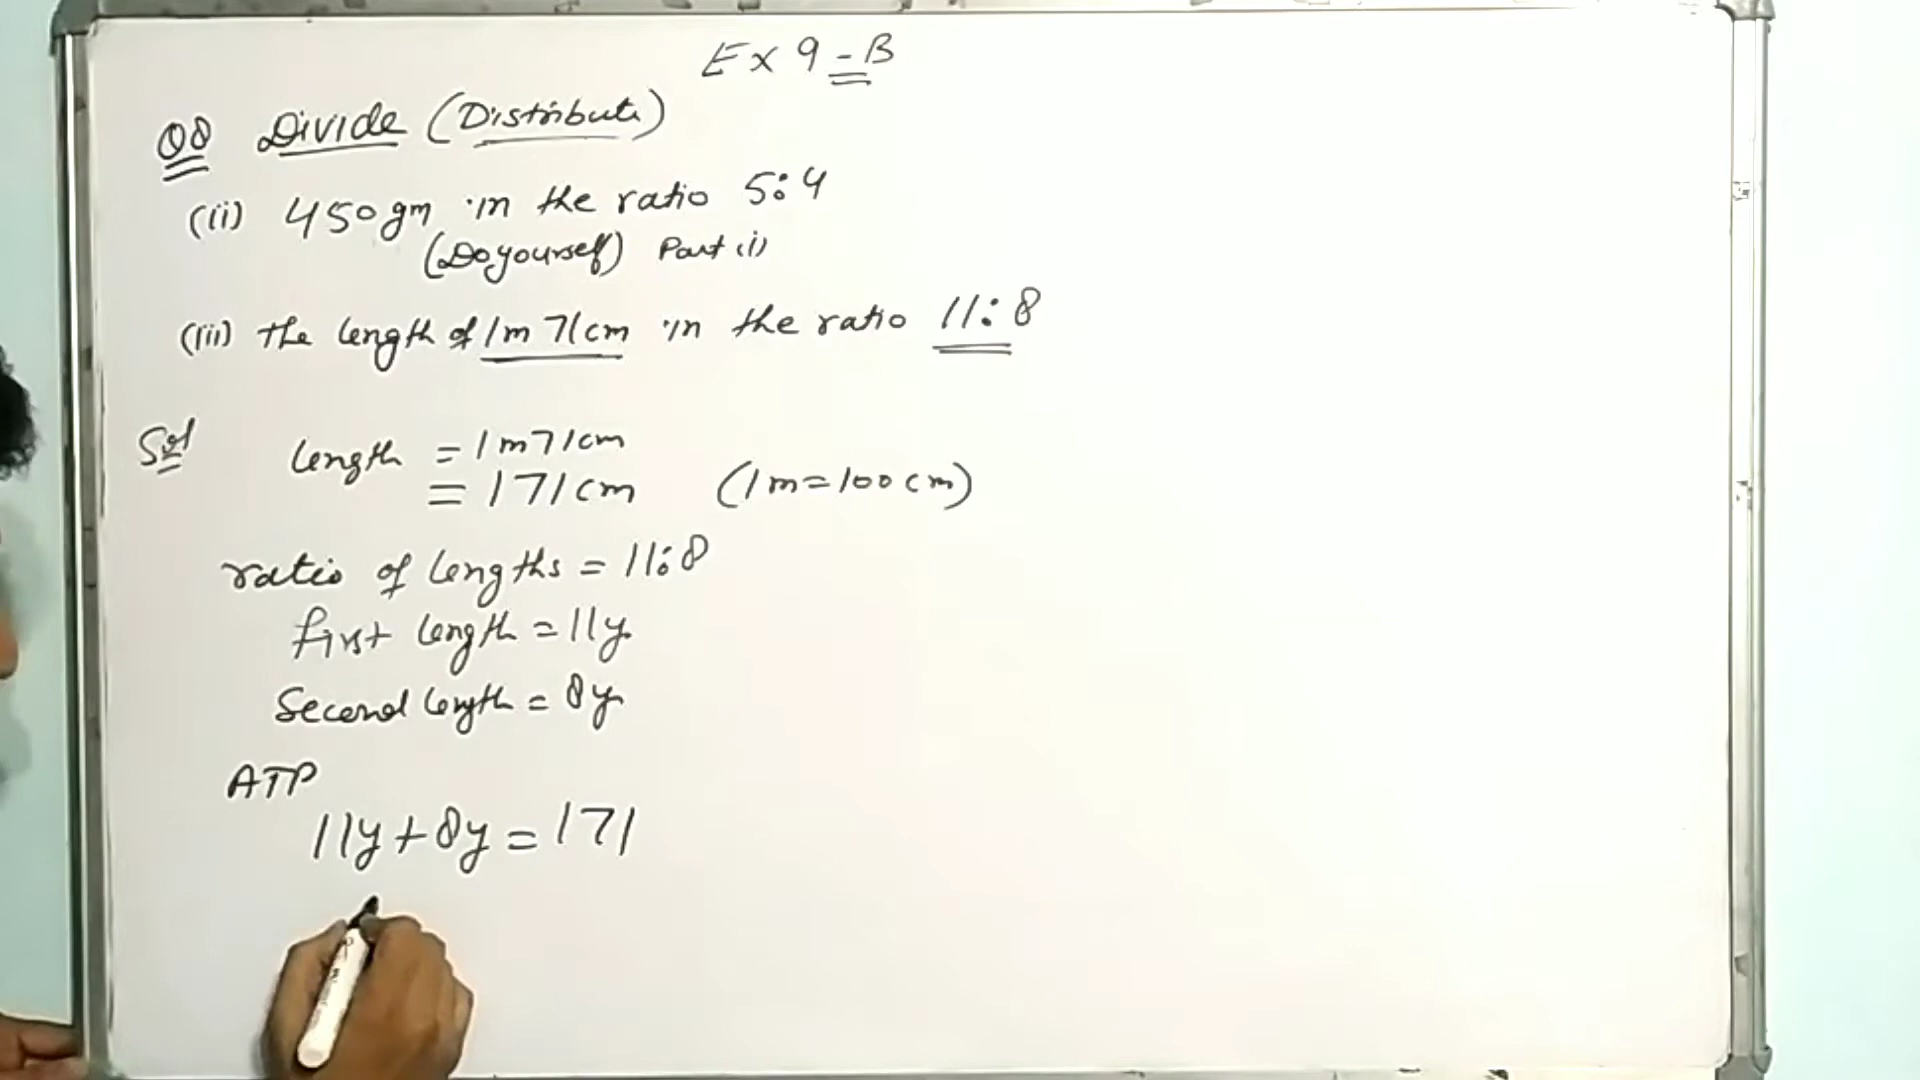 Ex 9-B
Q8 Divide (Distribute)
(ii) 450gm in the ratio 5:4
(Do yourself) Part (i)
(iii) the length of 1m 71cm in the ratio 11:8
Sol length = 1m71cm
= 171cm (1m=100cm)
ratio of lengths = 11:8
first length = 11y
Second length = 8y
ATP
11y+8y=171